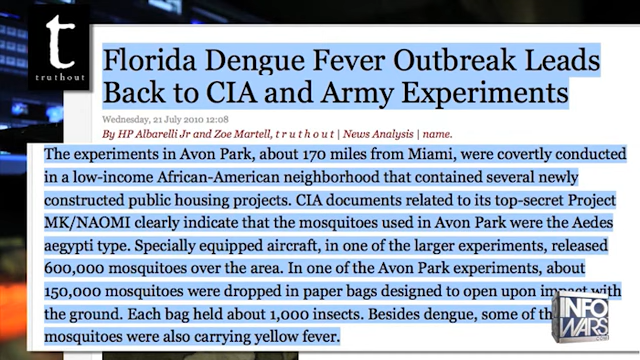 t
truthout
Florida Dengue Fever Outbreak Leads
Back to CIA and Army Experiments
Wednesday, 21 July 2010 12:08
By HP Albarelli Jr and Zoe Martell, t r u t h o u t | News Analysis | name.
The experiments in Avon Park, about 170 miles from Miami, were covertly conducted
in a low-income African-American neighborhood that contained several newly
constructed public housing projects. CIA documents related to its top-secret Project
MK/NAOMI clearly indicate that the mosquitoes used in Avon Park were the Aedes
aegypti type. Specially equipped aircraft, in one of the larger experiments, released
600,000 mosquitoes over the area. In one of the Avon Park experiments, about
150,000 mosquitoes were dropped in paper bags designed to open upon impact with
the ground. Each bag held about 1,000 insects. Besides dengue, some of
mosquitoes were also carrying yellow fever.
INFO
WARS
.com